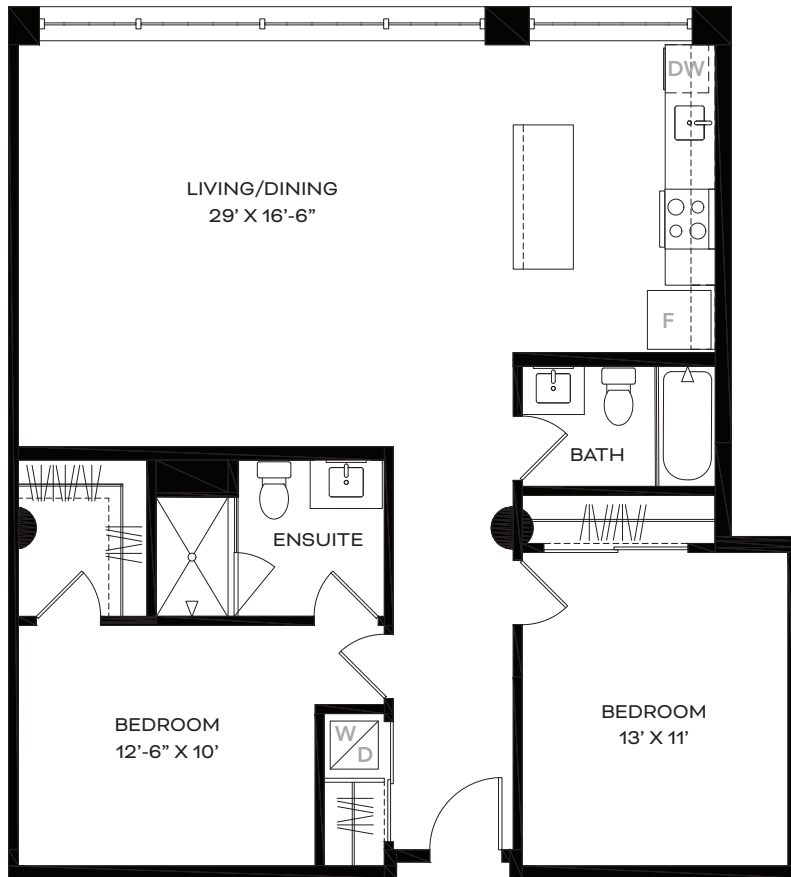 DW
LIVING/DINING
29’ X 16’-6”
F
BATH
ENSUITE
BEDROOM
12’-6” X 10’
W
D
BEDROOM
13’ X 11’